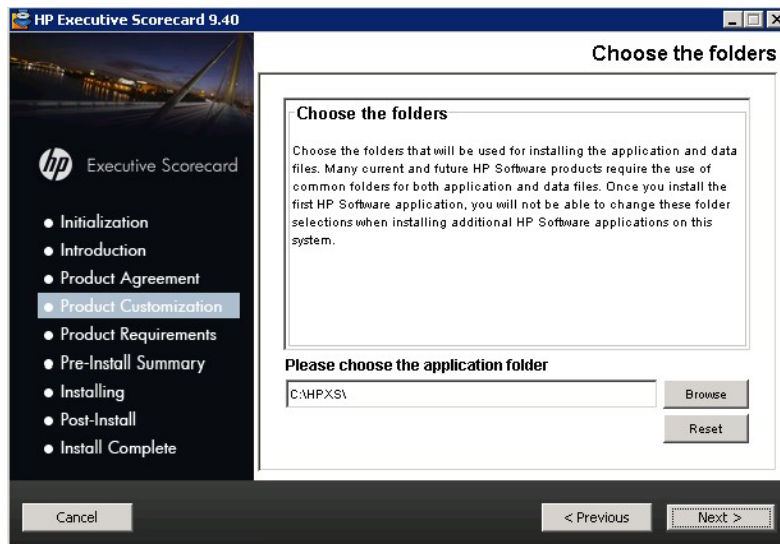 HP Executive Scorecard 9.40
Choose the folders
hp Executive Scorecard
Initialization
Introduction
Product Agreement
Product Customization
Product Requirements
Pre-Install Summary
Installing
Post-Install
Install Complete
Choose the folders
Choose the folders that will be used for installing the application and data
files. Many current and future HP Software products require the use of
common folders for both application and data files. Once you install the
first HP Software application, you will not be able to change these folder
selections when installing additional HP Software applications on this
system.
Please choose the application folder
C:\HPXS\
Browse
Reset
Cancel
< Previous
Next >